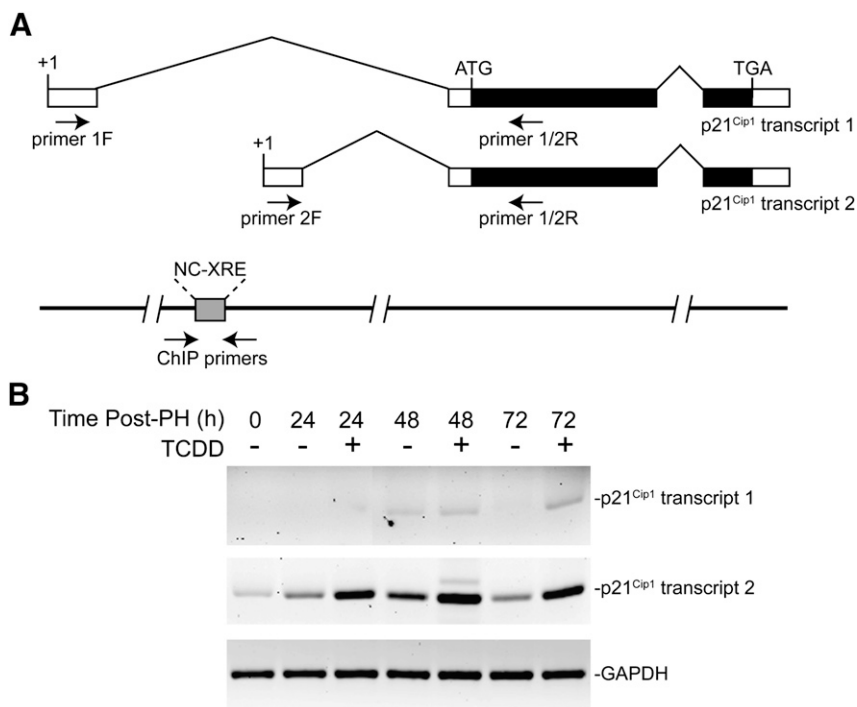 A
+1
ATG
TGA
primer 1F
primer 1/2R
p21Cip1 transcript 1
+1
primer 2F
primer 1/2R
p21Cip1 transcript 2
NC-XRE
ChIP primers
B
Time Post-PH (h) 0 24 24 48 48 72 72
TCDD - - + - + - +
-p21Cip1 transcript 1
-p21Cip1 transcript 2
-GAPDH